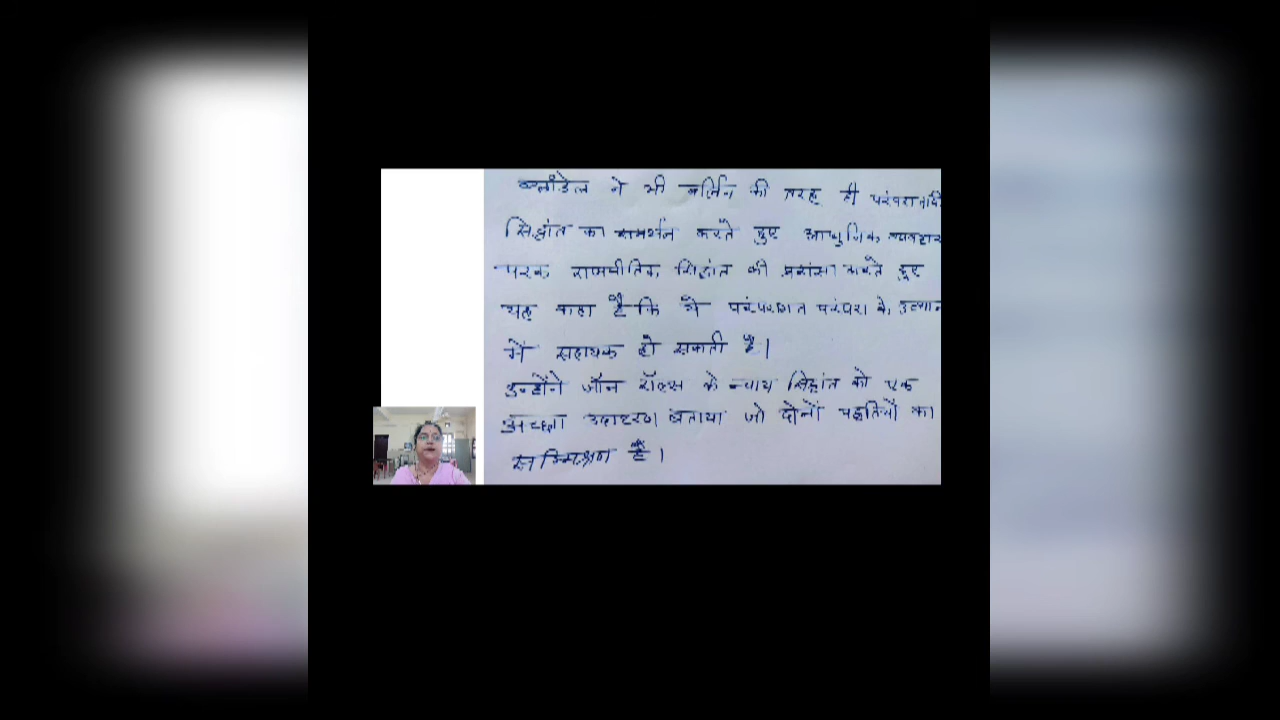 ब्लांडेल ने भी बर्लिन की तरह ही परंपरावादी
सिद्धांत का समर्थन करते हुए आधुनिक व्यवहार
परक राजनीतिक सिद्धांत की प्रशंसा करते हुए
यह कहा है कि ये परंपरागत परंपरा के उत्थान
में सहायक हो सकती है।
उन्होंने जॉन रॉल्स के न्याय सिद्धांत को एक
अच्छा उदाहरण बताया जो दोनों पद्धतियों का
सम्मिश्रण है।